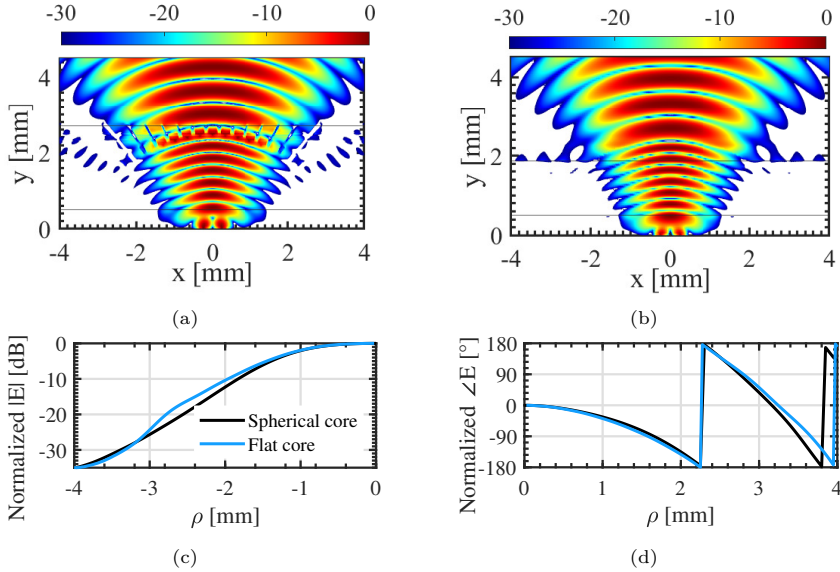 -30 -20 -10 0
-30 -20 -10 0
4
2
0
y [mm]
-4 -2 0 2 4
x [mm]
(a)
4
2
0
y [mm]
-4 -2 0 2 4
x [mm]
(b)
0
-10
-20
-30
Normalized |E| [dB]
Spherical core
Flat core
-4 -3 -2 -1 0
ρ [mm]
(c)
180
90
0
-90
-180
Normalized ∠E [°]
0 1 2 3 4
ρ [mm]
(d)